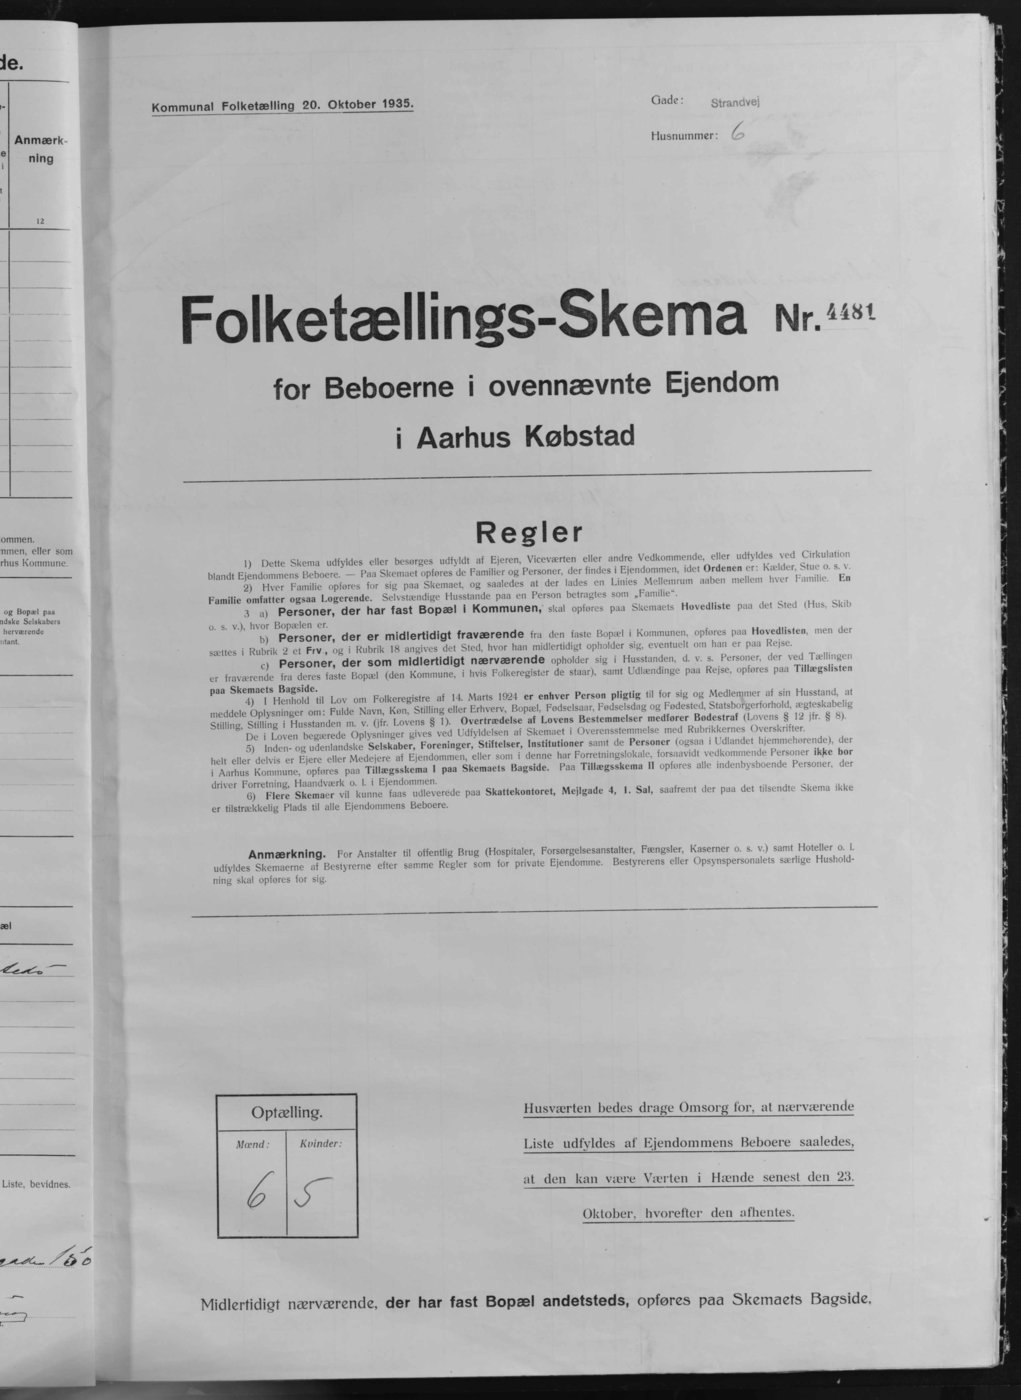 de.
Anmærk-
ning
12
ommen.
mnen, eller som
rhus Kommune.
og Bopæl paa
ndske Selskabers
herværende
ntant.
æl
Liste, bevidnes.
150
Kommunal Folketælling 20. Oktober 1935.
Gade: Strandvej
Husnummer: 6
Folketællings-Skema Nr. 4481
for Beboerne i ovennævnte Ejendom
i Aarhus Købstad
Regler
1) Dette Skema udfyldes eller besørges udfyldt af Ejeren, Viceværten eller andre Vedkommende, eller udfyldes ved Cirkulation
blandt Ejendommens Beboere. — Paa Skemaet opføres de Familier og Personer, der findes i Ejendommen, idet Ordenen er: Kælder, Stue o. s. v.
2) Hver Familie opføres for sig paa Skemaet, og saaledes at der lades en Linies Mellemrum aaben mellem hver Familie. En
Familie omfatter ogsaa Logerende. Selvstændige Husstande paa en Person betragtes som „Familie“.
3 a) Personer, der har fast Bopæl i Kommunen, skal opføres paa Skemaets Hovedliste paa det Sted (Hus, Skib
o. s. v.), hvor Bopælen er.
b) Personer, der er midlertidigt fraværende fra den faste Bopæl i Kommunen, opføres paa Hovedlisten, men der
sættes i Rubrik 2 et Frv., og i Rubrik 18 angives det Sted, hvor han midlertidigt opholder sig, eventuelt om han er paa Rejse.
c) Personer, der som midlertidigt nærværende opholder sig i Husstanden, d. v. s. Personer, der ved Tællingen
er fraværende fra deres faste Bopæl (den Kommune, i hvis Folkeregister de staar), samt Udlændinge paa Rejse, opføres paa Tillægslisten
paa Skemaets Bagside.
4) I Henhold til Lov om Folkeregistre af 14. Marts 1924 er enhver Person pligtig til for sig og Medlemmer af sin Husstand, at
meddele Oplysninger om: Fulde Navn, Køn, Stilling eller Erhverv, Bopæl, Fødselsaar, Fødselsdag og Fødested, Statsborgerforhold, ægteskabelig
Stilling, Stilling i Husstanden m. v. (jfr. Lovens § 1). Overtrædelse af Lovens Bestemmelser medfører Bødestraf (Lovens § 12 jfr. § 8).
De i Loven begærede Oplysninger gives ved Udfyldelsen af Skemaet i Overensstemmelse med Rubrikkernes Overskrifter.
5) Inden- og udenlandske Selskaber, Foreninger, Stiftelser, Institutioner samt de Personer (ogsaa i Udlandet hjemmehørende), der
helt eller delvis er Ejere eller Medejere af Ejendommen, eller som i denne har Forretningslokale, forsaavidt vedkommende Personer ikke bor
i Aarhus Kommune, opføres paa Tillægsskema I paa Skemaets Bagside. Paa Tillægsskema II opføres alle indenbysboende Personer, der
driver Forretning, Haandværk o. l. i Ejendommen.
6) Flere Skemaer vil kunne faas udleverede paa Skattekontoret, Mejlgade 4, 1. Sal, saafremt der paa det tilsendte Skema ikke
er tilstrækkelig Plads til alle Ejendommens Beboere.
Anmærkning. For Anstalter til offentlig Brug (Hospitaler, Forsørgelsesanstalter, Fængsler, Kaserner o. s. v.) samt Hoteller o. l.
udfyldes Skemaerne af Bestyrerne efter samme Regler som for private Ejendomme. Bestyrerens eller Opsynspersonalets særlige Hushold-
ning skal opføres for sig.
Optælling.
Mænd: Kvinder:
6 5
Husværten bedes drage Omsorg for, at nærværende
Liste udfyldes af Ejendommens Beboere saaledes,
at den kan være Værten i Hænde senest den 23.
Oktober, hvorefter den afhentes.
Midlertidigt nærværende, der har fast Bopæl andetsteds, opføres paa Skemaets Bagside.